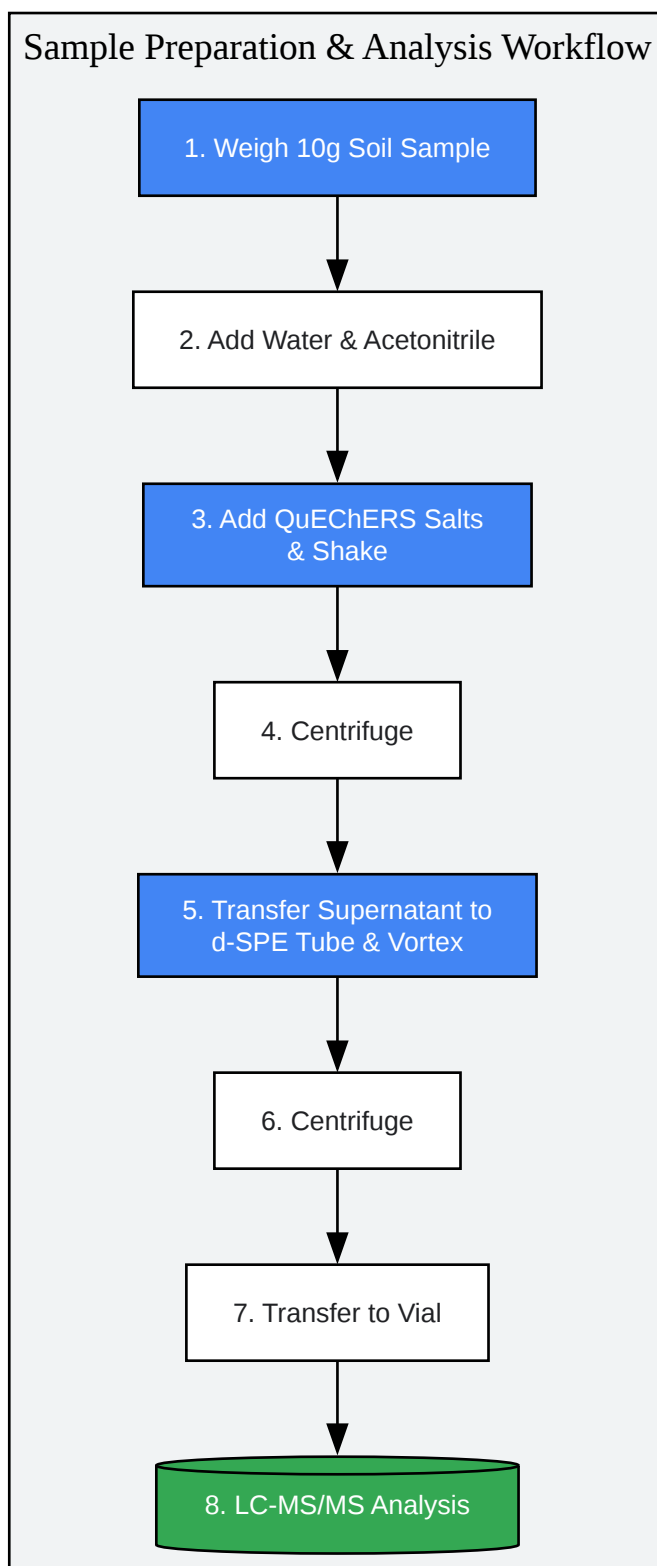 Sample Preparation & Analysis Workflow
1. Weigh 10g Soil Sample
2. Add Water & Acetonitrile
3. Add QuEChERS Salts
& Shake
4. Centrifuge
5. Transfer Supernatant to
d-SPE Tube & Vortex
6. Centrifuge
7. Transfer to Vial
8. LC-MS/MS Analysis